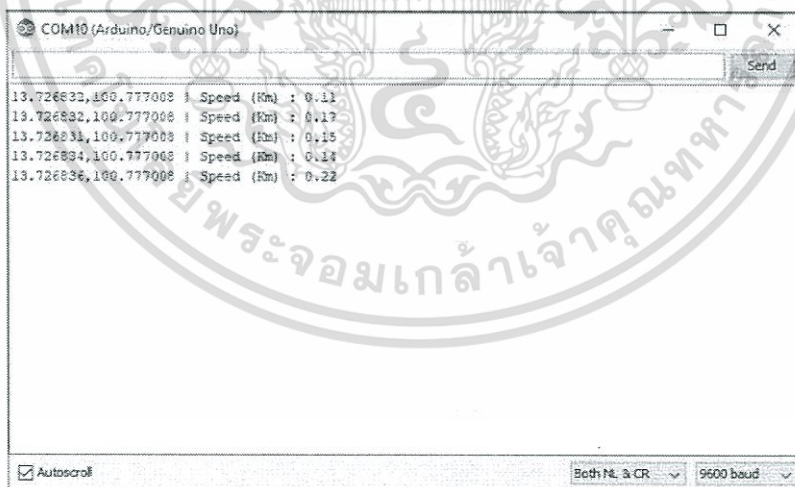 COM10 (Arduino/Genuino Uno)
Send
13.726832,100.777008 | Speed (Km) : 0.11
13.726832,100.777008 | Speed (Km) : 0.17
13.726831,100.777008 | Speed (Km) : 0.15
13.726834,100.777008 | Speed (Km) : 0.14
13.726836,100.777008 | Speed (Km) : 0.22
พระจอมเกล้าเจ้าคุณทหาร
Autoscroll
Both NL & CR
9600 baud